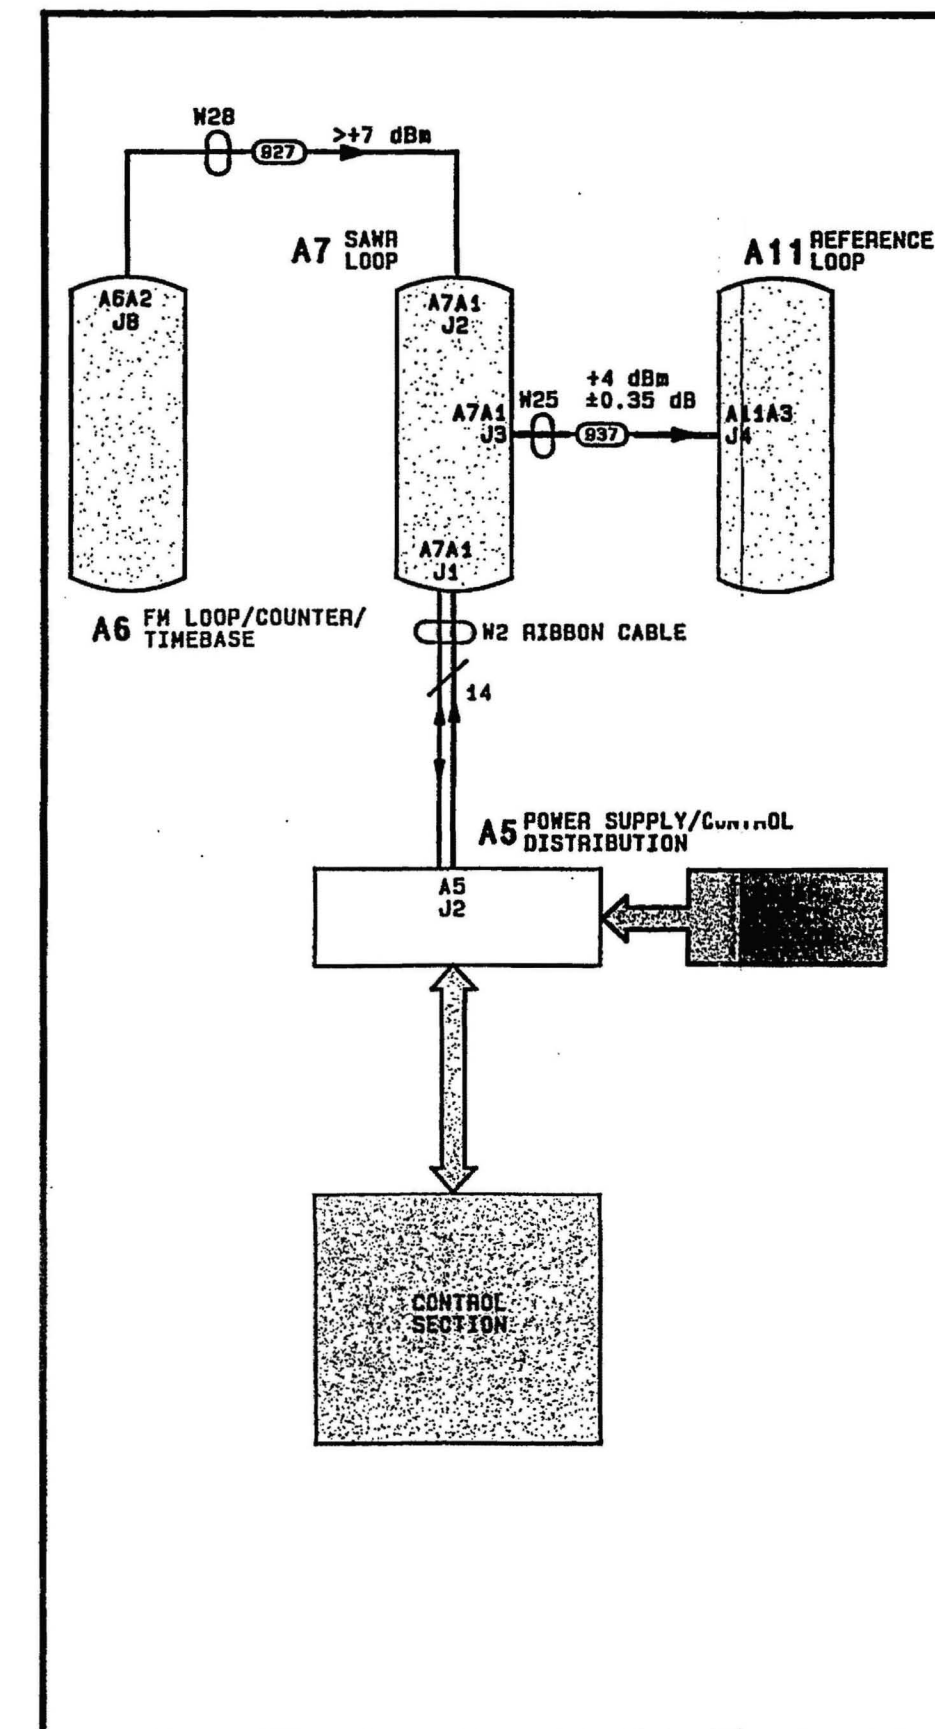 W28
927
>+7 dBm
A7 SAWR
LOOP
A11 REFERENCE
LOOP
A6A2
J8
A7A1
J2
+4 dBm
±0.35 dB
W25
937
A7A1
J3
A11A3
J4
A7A1
J1
A6 FM LOOP/COUNTER/
TIMEBASE
W2 RIBBON CABLE
14
A5 POWER SUPPLY/
DISTRIBUTION
A5
J2
CONTROL
SECTION